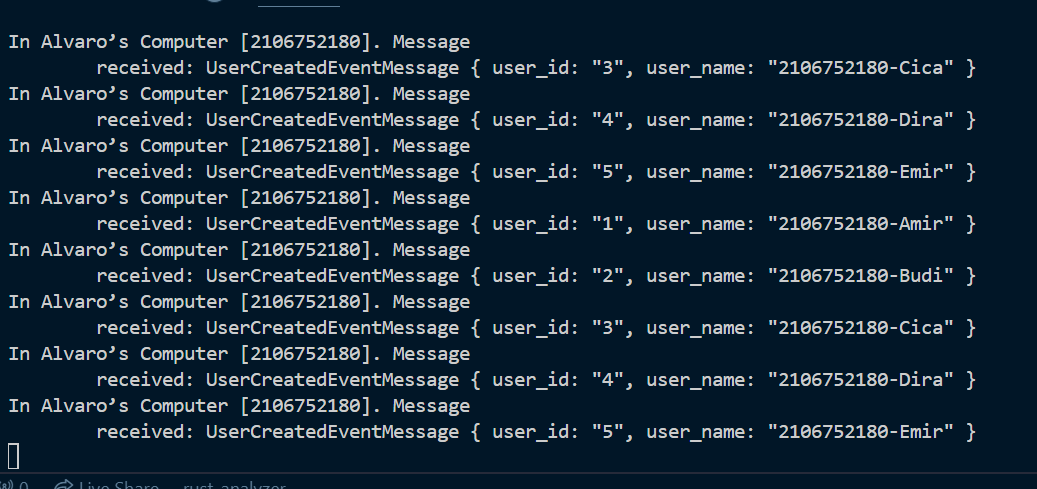 In Alvaro’s Computer [2106752180]. Message
received: UserCreatedEventMessage { user_id: "3", user_name: "2106752180-Cica" }
In Alvaro’s Computer [2106752180]. Message
received: UserCreatedEventMessage { user_id: "4", user_name: "2106752180-Dira" }
In Alvaro’s Computer [2106752180]. Message
received: UserCreatedEventMessage { user_id: "5", user_name: "2106752180-Emir" }
In Alvaro’s Computer [2106752180]. Message
received: UserCreatedEventMessage { user_id: "1", user_name: "2106752180-Amir" }
In Alvaro’s Computer [2106752180]. Message
received: UserCreatedEventMessage { user_id: "2", user_name: "2106752180-Budi" }
In Alvaro’s Computer [2106752180]. Message
received: UserCreatedEventMessage { user_id: "3", user_name: "2106752180-Cica" }
In Alvaro’s Computer [2106752180]. Message
received: UserCreatedEventMessage { user_id: "4", user_name: "2106752180-Dira" }
In Alvaro’s Computer [2106752180]. Message
received: UserCreatedEventMessage { user_id: "5", user_name: "2106752180-Emir" }
0 Live Share rust-analyzer